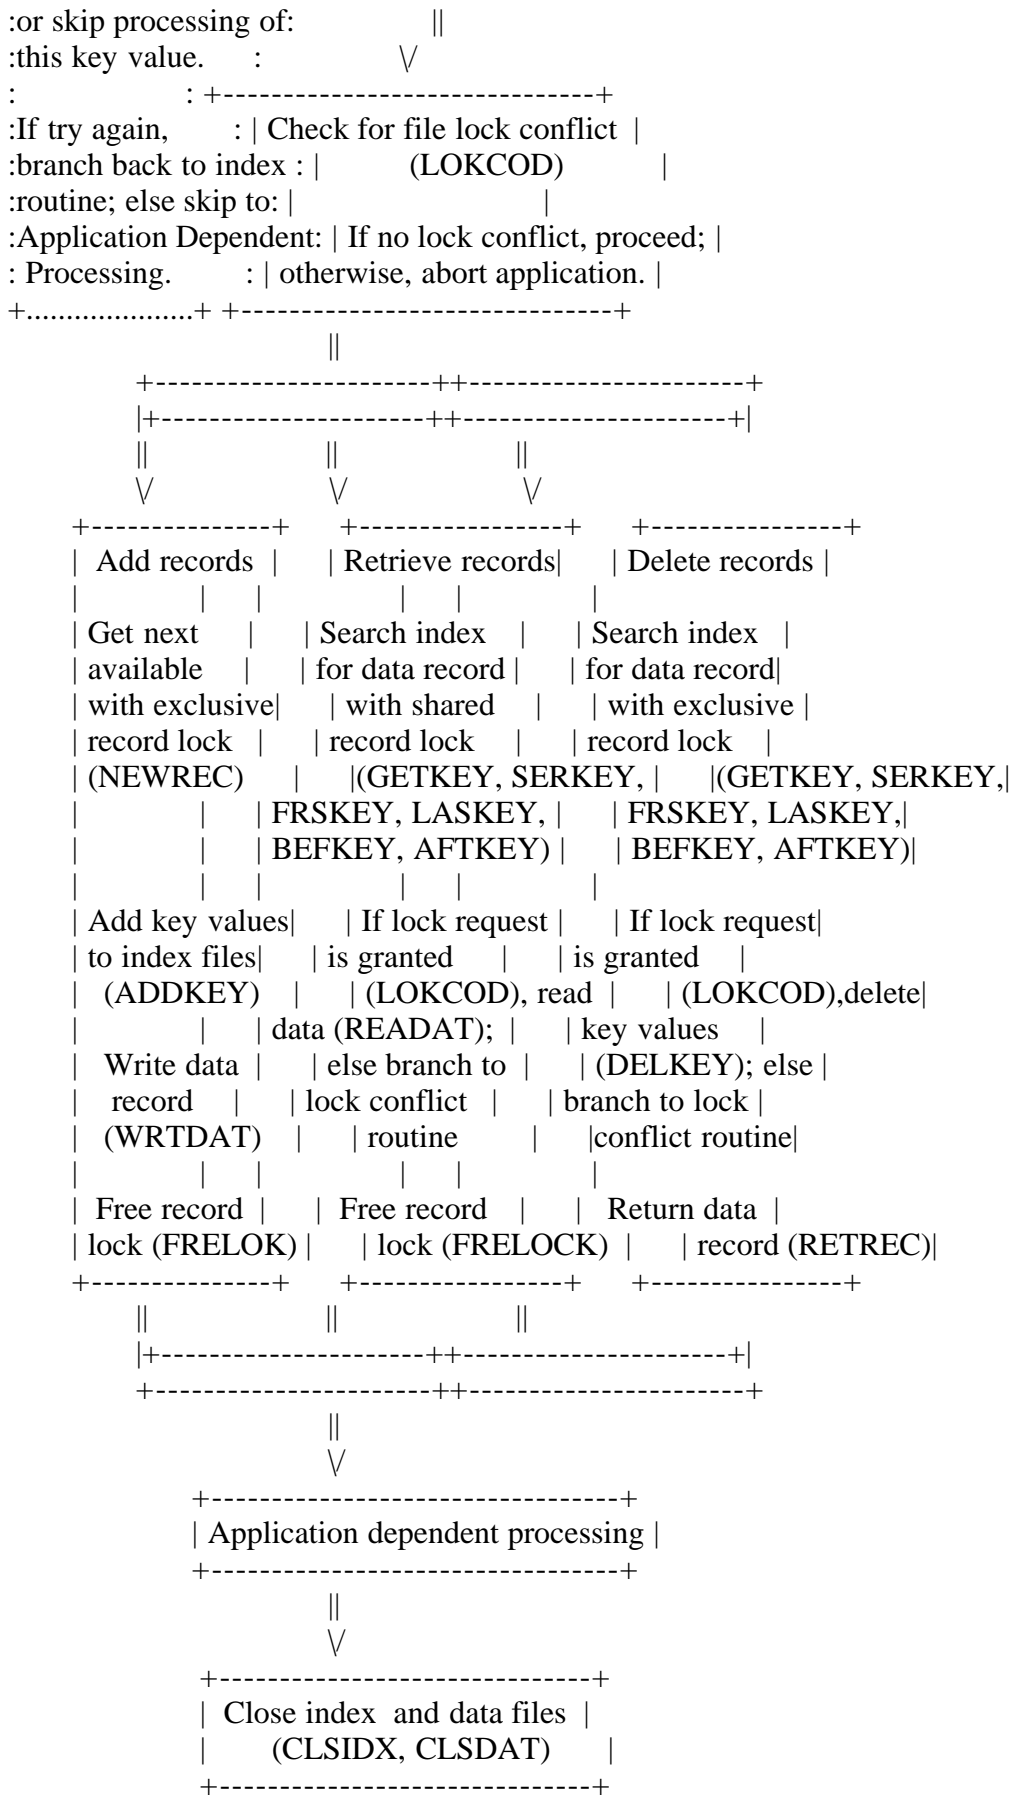 :or skip processing of: ||
:this key value. : \/
: : +-------------------------------+
:If try again, : | Check for file lock conflict |
:branch back to index : | (LOKCOD) |
:routine; else skip to: | |
:Application Dependent: | If no lock conflict, proceed; |
: Processing. : | otherwise, abort application. |
+.....................+ +-------------------------------+
||
+-----------------------++-----------------------+
|+----------------------++----------------------+|
|| || ||
\/ \/ \/
+---------------+ +-----------------+ +----------------+
| Add records | | Retrieve records| | Delete records |
| | | | | |
| Get next | | Search index | | Search index |
| available | | for data record | | for data record|
| with exclusive| | with shared | | with exclusive |
| record lock | | record lock | | record lock |
| (NEWREC) | |(GETKEY, SERKEY, | |(GETKEY, SERKEY,|
| | | FRSKEY, LASKEY, | | FRSKEY, LASKEY,|
| | | BEFKEY, AFTKEY) | | BEFKEY, AFTKEY)|
| | | | | |
| Add key values| | If lock request | | If lock request|
| to index files| | is granted | | is granted |
| (ADDKEY) | | (LOKCOD), read | | (LOKCOD),delete|
| | | data (READAT); | | key values |
| Write data | | else branch to | | (DELKEY); else |
| record | | lock conflict | | branch to lock |
| (WRTDAT) | | routine | |conflict routine|
| | | | | |
| Free record | | Free record | | Return data |
| lock (FRELOK) | | lock (FRELOCK) | | record (RETREC)|
+---------------+ +-----------------+ +----------------+
|| || ||
|+----------------------++----------------------+|
+-----------------------++-----------------------+
||
\/
+----------------------------------+
| Application dependent processing |
+----------------------------------+
||
\/
+-------------------------------+
| Close index and data files |
| (CLSIDX, CLSDAT) |
+-------------------------------+